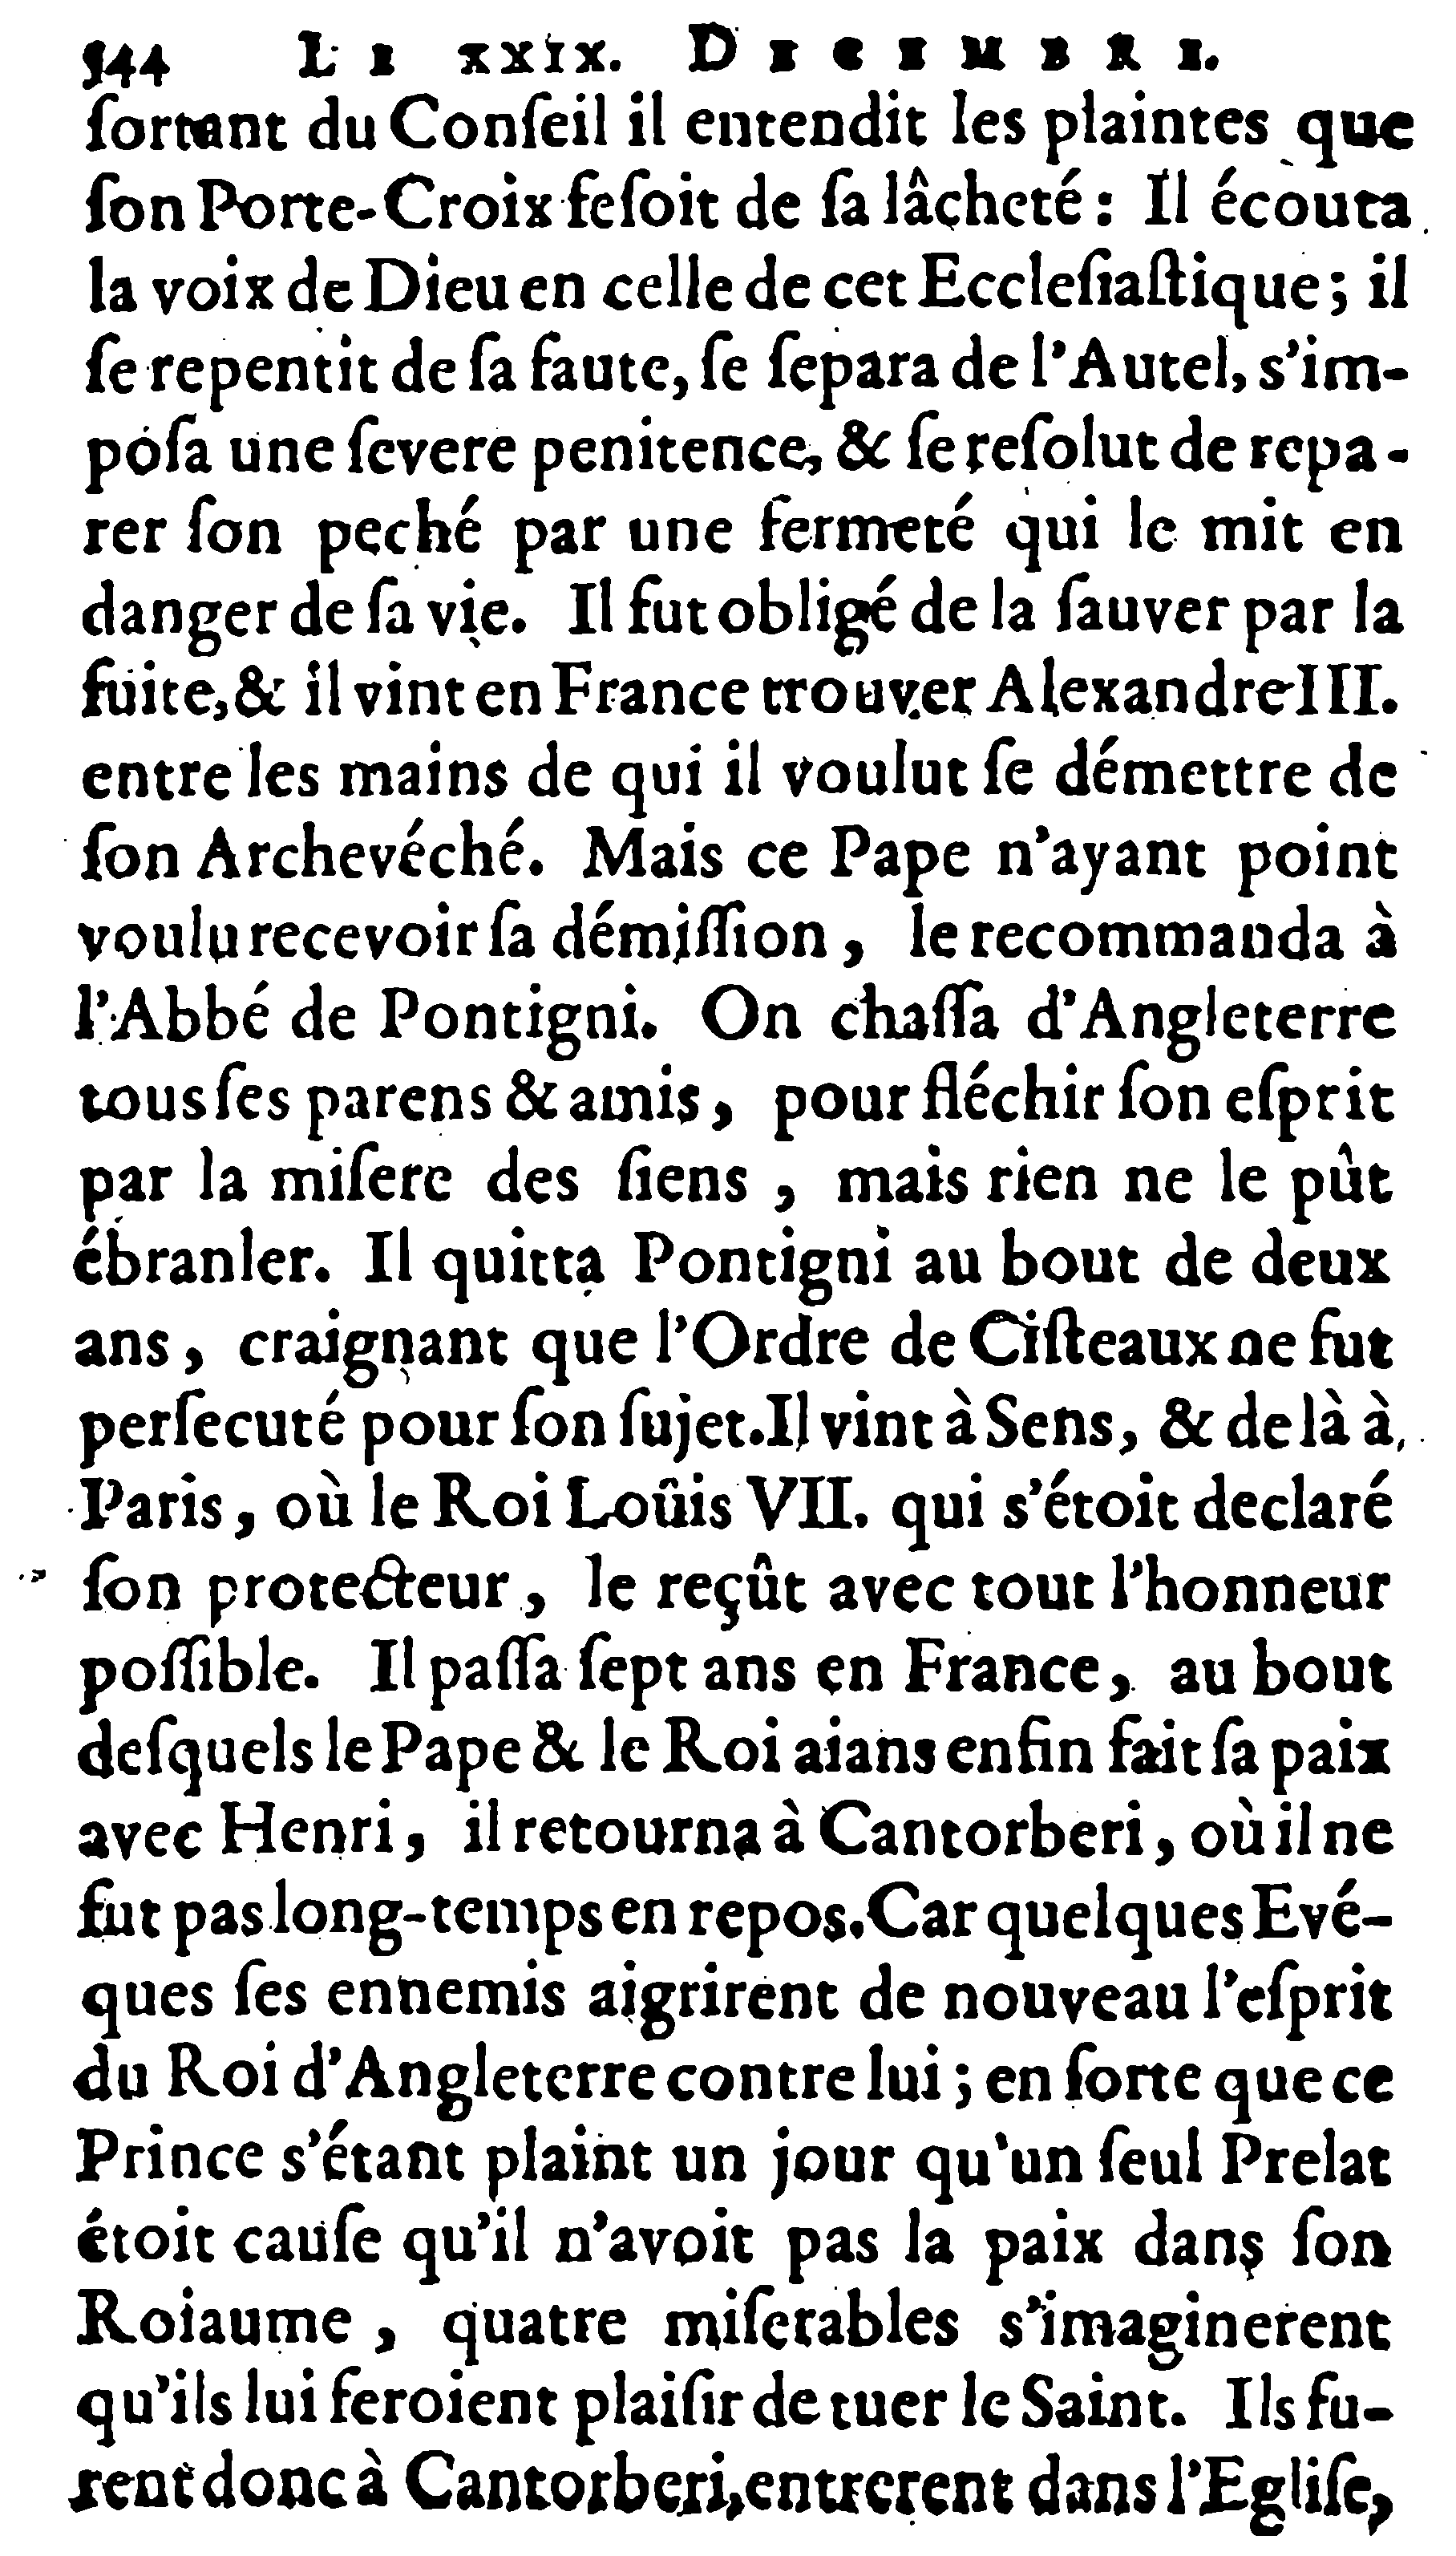 544 LE XXIX. DECEMBRE.
ſortant du Conſeil il entendit les plaintes que
ſon Porte-Croix feſoit de ſa lâcheté: Il écouta
la voix de Dieu en celle de cet Eccleſiaſtique; il
ſe repentit de ſa faute, ſe ſepara de l'Autel, s'im-
poſa une ſevere penitence, & ſe reſolut de repa-
rer ſon peché par une fermeté qui le mit en
danger de ſa vie. Il fut obligé de la ſauver par la
fuite, & il vint en France trouver Alexandre III.
entre les mains de qui il voulut ſe démettre de
ſon Archevéché. Mais ce Pape n'ayant point
voulu recevoir ſa démiſſion, le recommanda à
l'Abbé de Pontigni. On chaſſa d'Angleterre
tous ſes parens & amis, pour fléchir ſon eſprit
par la miſere des ſiens, mais rien ne le pût
ébranler. Il quitta Pontigni au bout de deux
ans, craignant que l'Ordre de Ciſteaux ne fut
perſecuté pour ſon ſujet. Il vint à Sens, & de là à
Paris, où le Roi Loûis VII. qui s'étoit declaré
ſon protecteur, le reçût avec tout l'honneur
poſſible. Il paſſa ſept ans en France, au bout
deſquels le Pape & le Roi aians enfin fait ſa paix
avec Henri, il retourna à Cantorberi, où il ne
fut pas long-temps en repos. Car quelques Evé-
ques ſes ennemis aigrirent de nouveau l'eſprit
du Roi d'Angleterre contre lui; en ſorte que ce
Prince s'étant plaint un jour qu'un ſeul Prelat
étoit cauſe qu'il n'avoit pas la paix dans ſon
Roiaume, quatre miſerables s'imaginerent
qu'ils lui feroient plaiſir de tuer le Saint. Ils fu-
rent donc à Cantorberi, entrerent dans l'Egliſe,